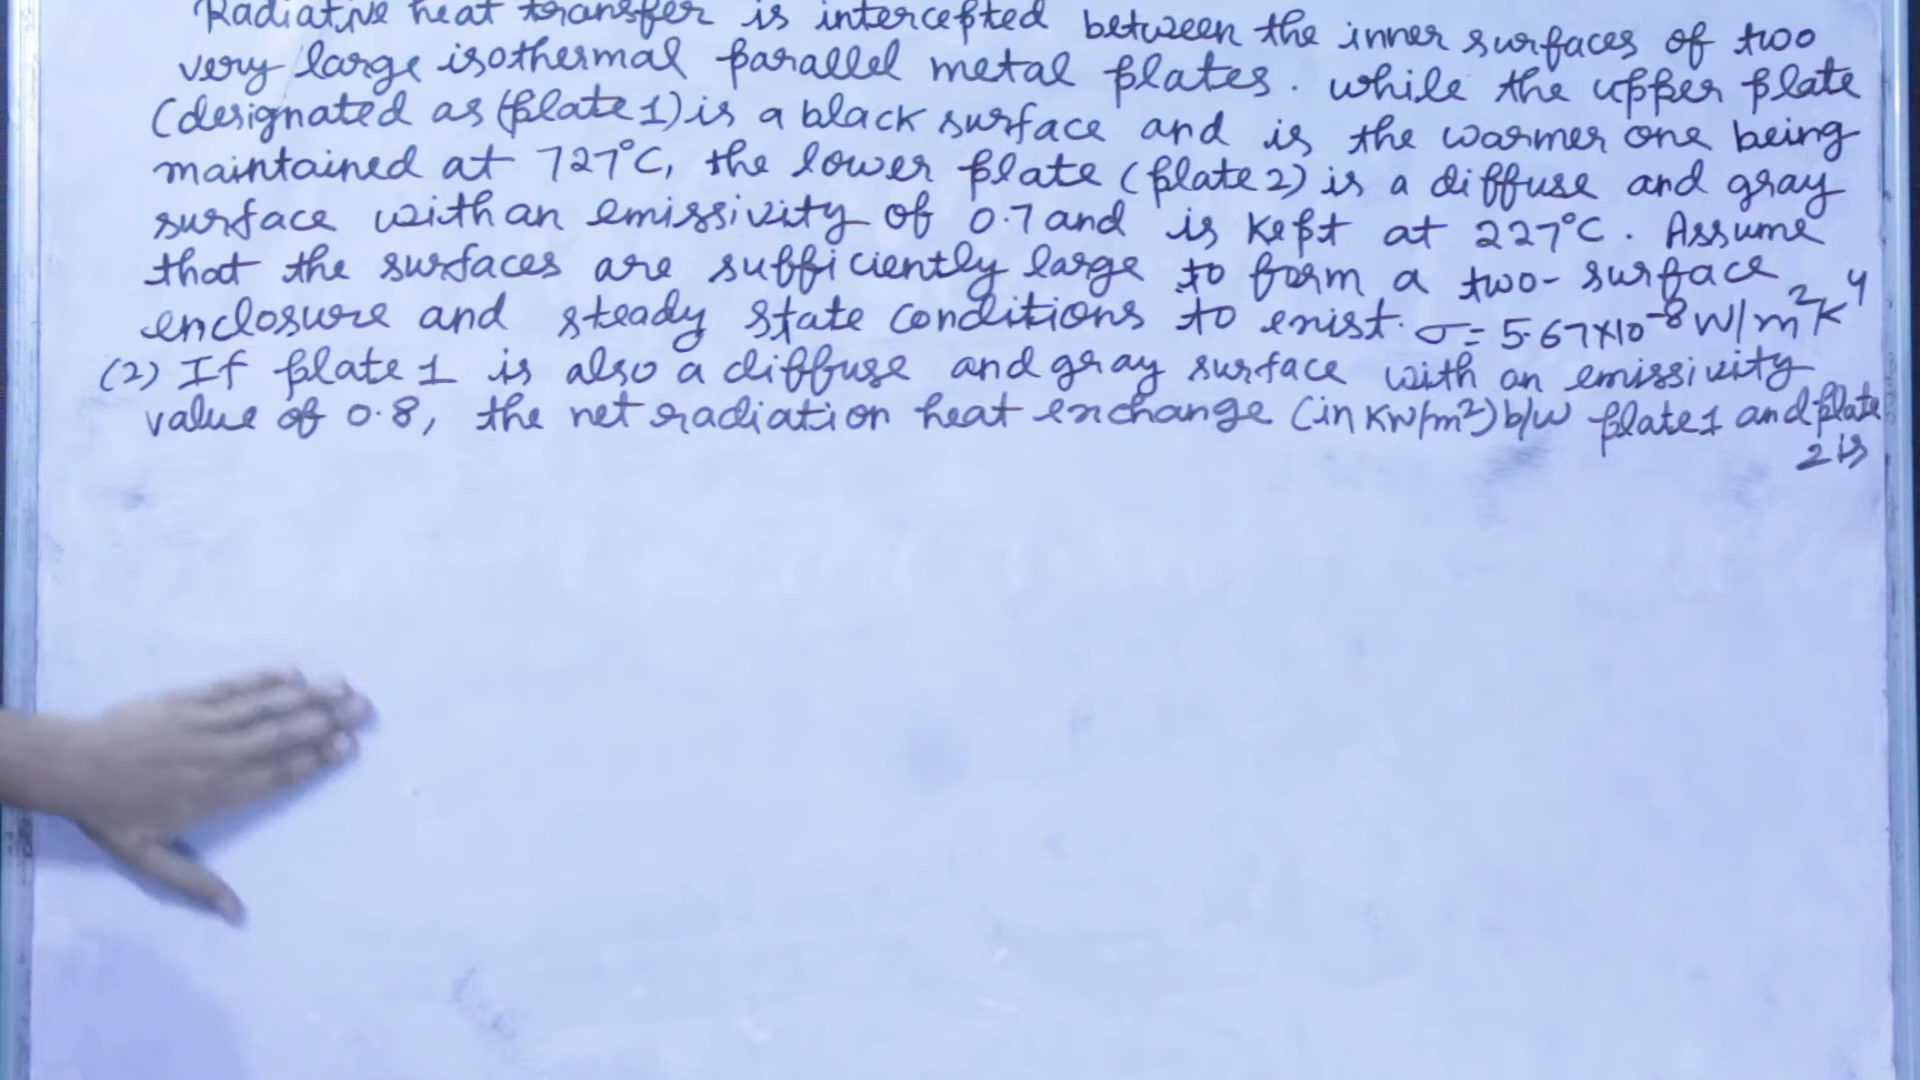 Radiative heat transfer is intercepted between the inner surfaces of two
very large isothermal parallel metal plates. while the upper plate
(designated as (plate 1) is a black surface and is the warmer one being
maintained at 727°C, the lower plate (plate 2) is a diffuse and gray
surface with an emissivity of 0.7 and is kept at 227°C. Assume
that the surfaces are sufficiently large to form a two-surface
enclosure and steady state conditions to exist. σ = 5.67×10⁻⁸ W/m²K⁴
(2) If plate 1 is also a diffuse and gray surface with an emissivity
value of 0.8, the net radiation heat exchange (in KW/m²) b/w plate 1 and plate
2 is